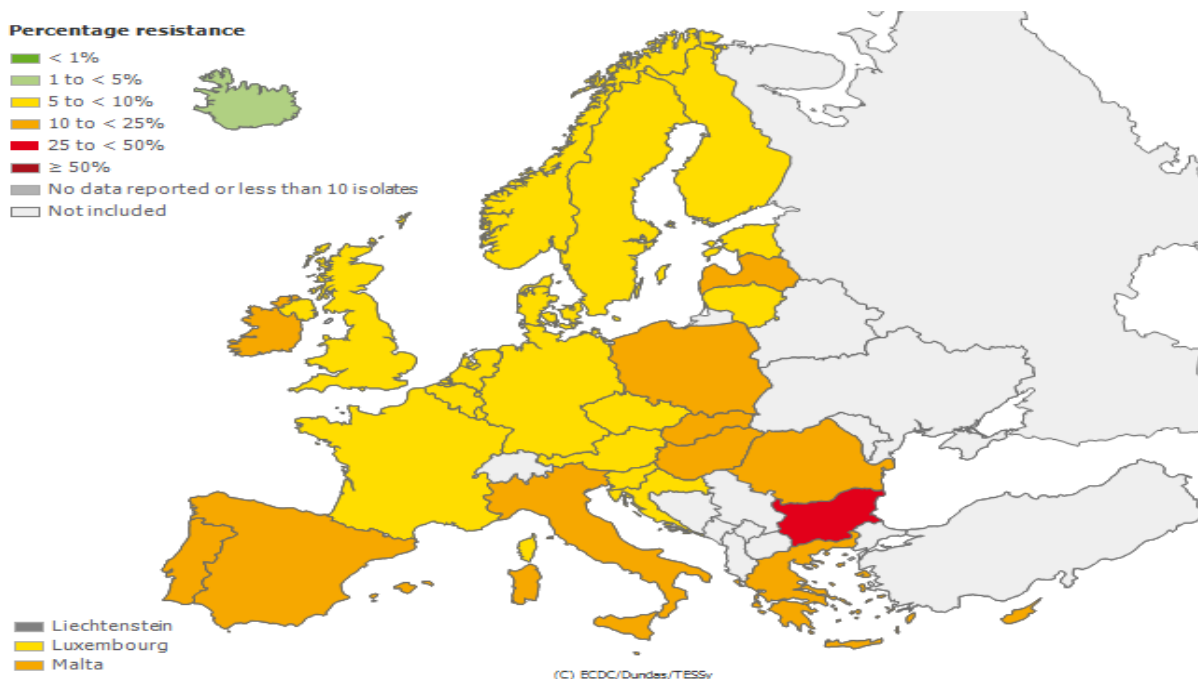 Percentage resistance
< 1%
1 to < 5%
5 to < 10%
10 to < 25%
25 to < 50%
≥ 50%
No data reported or less than 10 isolates
Not included
Liechtenstein
Luxembourg
Malta
(C) ECDC/Dundas/TESSy